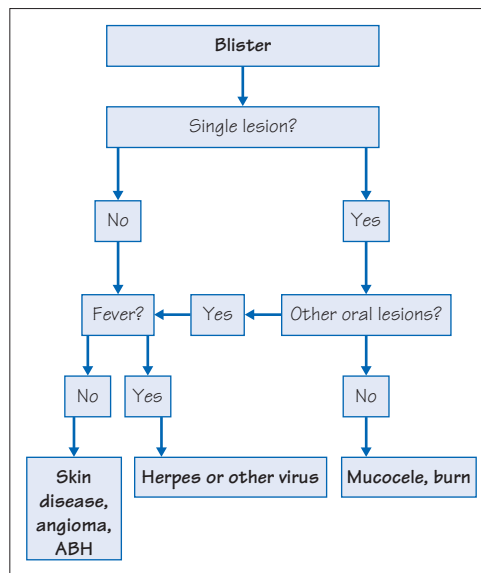 Blister
Single lesion?
No
Yes
Fever?
Yes
Other oral lesions?
No
Yes
No
Skin
disease,
angioma,
ABH
Herpes or other virus
Mucocele, burn